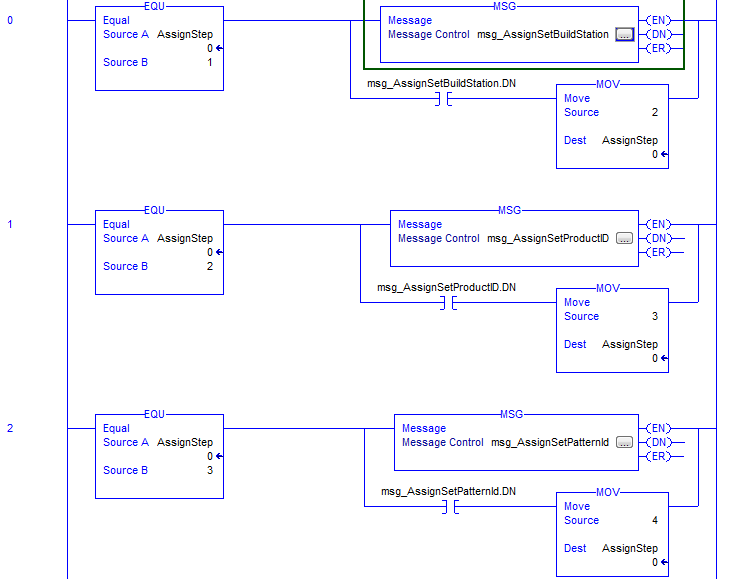 0
EQU
Equal
Source A AssignStep
0
Source B 1
MSG
Message
Message Control msg_AssignSetBuildStation ...
EN
DN
ER
msg_AssignSetBuildStation.DN
MOV
Move
Source 2
Dest AssignStep
0
1
EQU
Equal
Source A AssignStep
0
Source B 2
MSG
Message
Message Control msg_AssignSetProductID ...
EN
DN
ER
msg_AssignSetProductID.DN
MOV
Move
Source 3
Dest AssignStep
0
2
EQU
Equal
Source A AssignStep
0
Source B 3
MSG
Message
Message Control msg_AssignSetPatternId ...
EN
DN
ER
msg_AssignSetPatternId.DN
MOV
Move
Source 4
Dest AssignStep
0